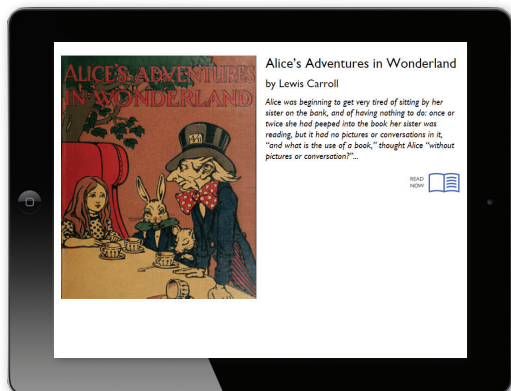 ALICE'S ADVENTURES
IN WONDERLAND
Alice's Adventures in Wonderland
by Lewis Carroll
Alice was beginning to get very tired of sitting by her
sister on the bank, and of having nothing to do: once or
twice she had peeped into the book her sister was
reading, but it had no pictures or conversations in it,
“and what is the use of a book,” thought Alice “without
pictures or conversation?”...
READ
NOW